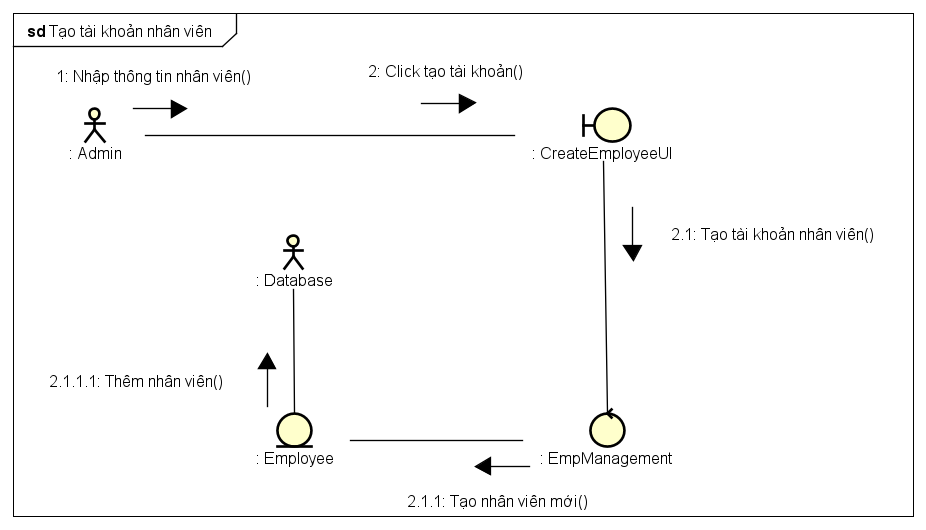 sd Tạo tài khoản nhân viên
1: Nhập thông tin nhân viên()
2: Click tạo tài khoản()
: Admin
: CreateEmployeeUI
2.1: Tạo tài khoản nhân viên()
: Database
2.1.1.1: Thêm nhân viên()
: Employee
: EmpManagement
2.1.1: Tạo nhân viên mới()